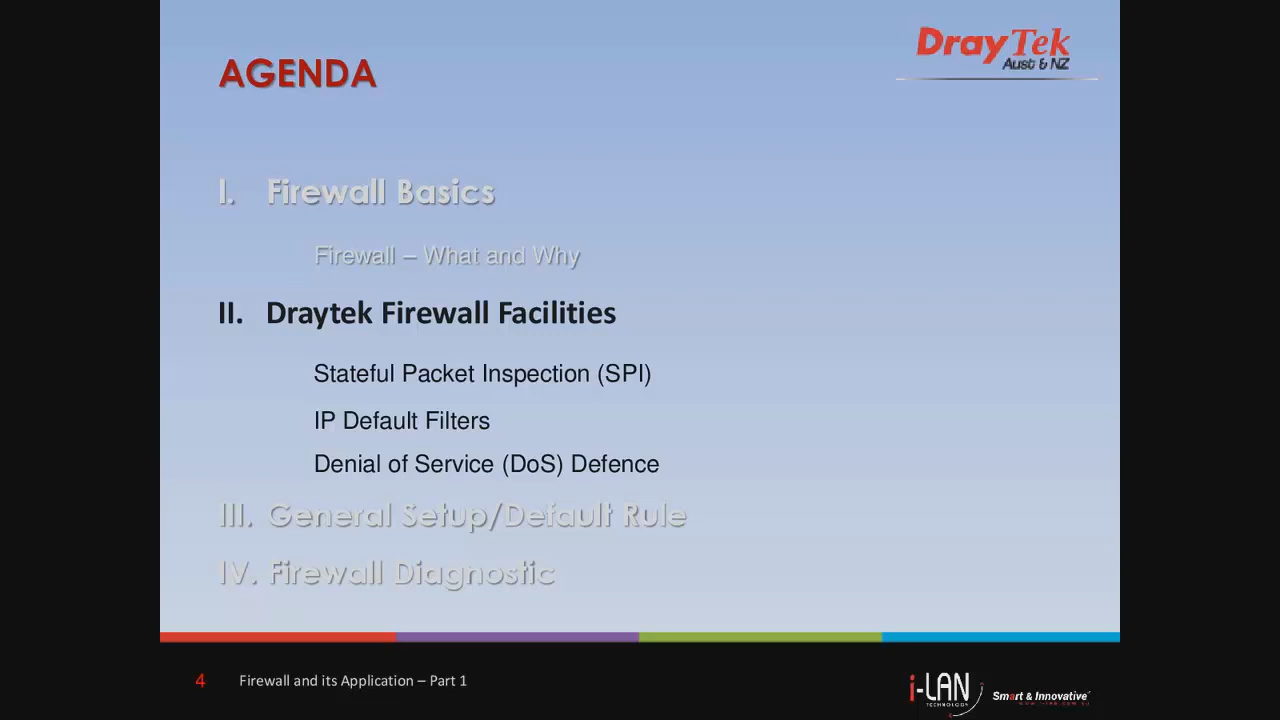 DrayTek
Aust & NZ
AGENDA
I. Firewall Basics
Firewall – What and Why
II. Draytek Firewall Facilities
Stateful Packet Inspection (SPI)
IP Default Filters
Denial of Service (DoS) Defence
III. General Setup/Default Rule
IV. Firewall Diagnostic
4 Firewall and its Application – Part 1
i-LAN
TECHNOLOGY
Smart & Innovative